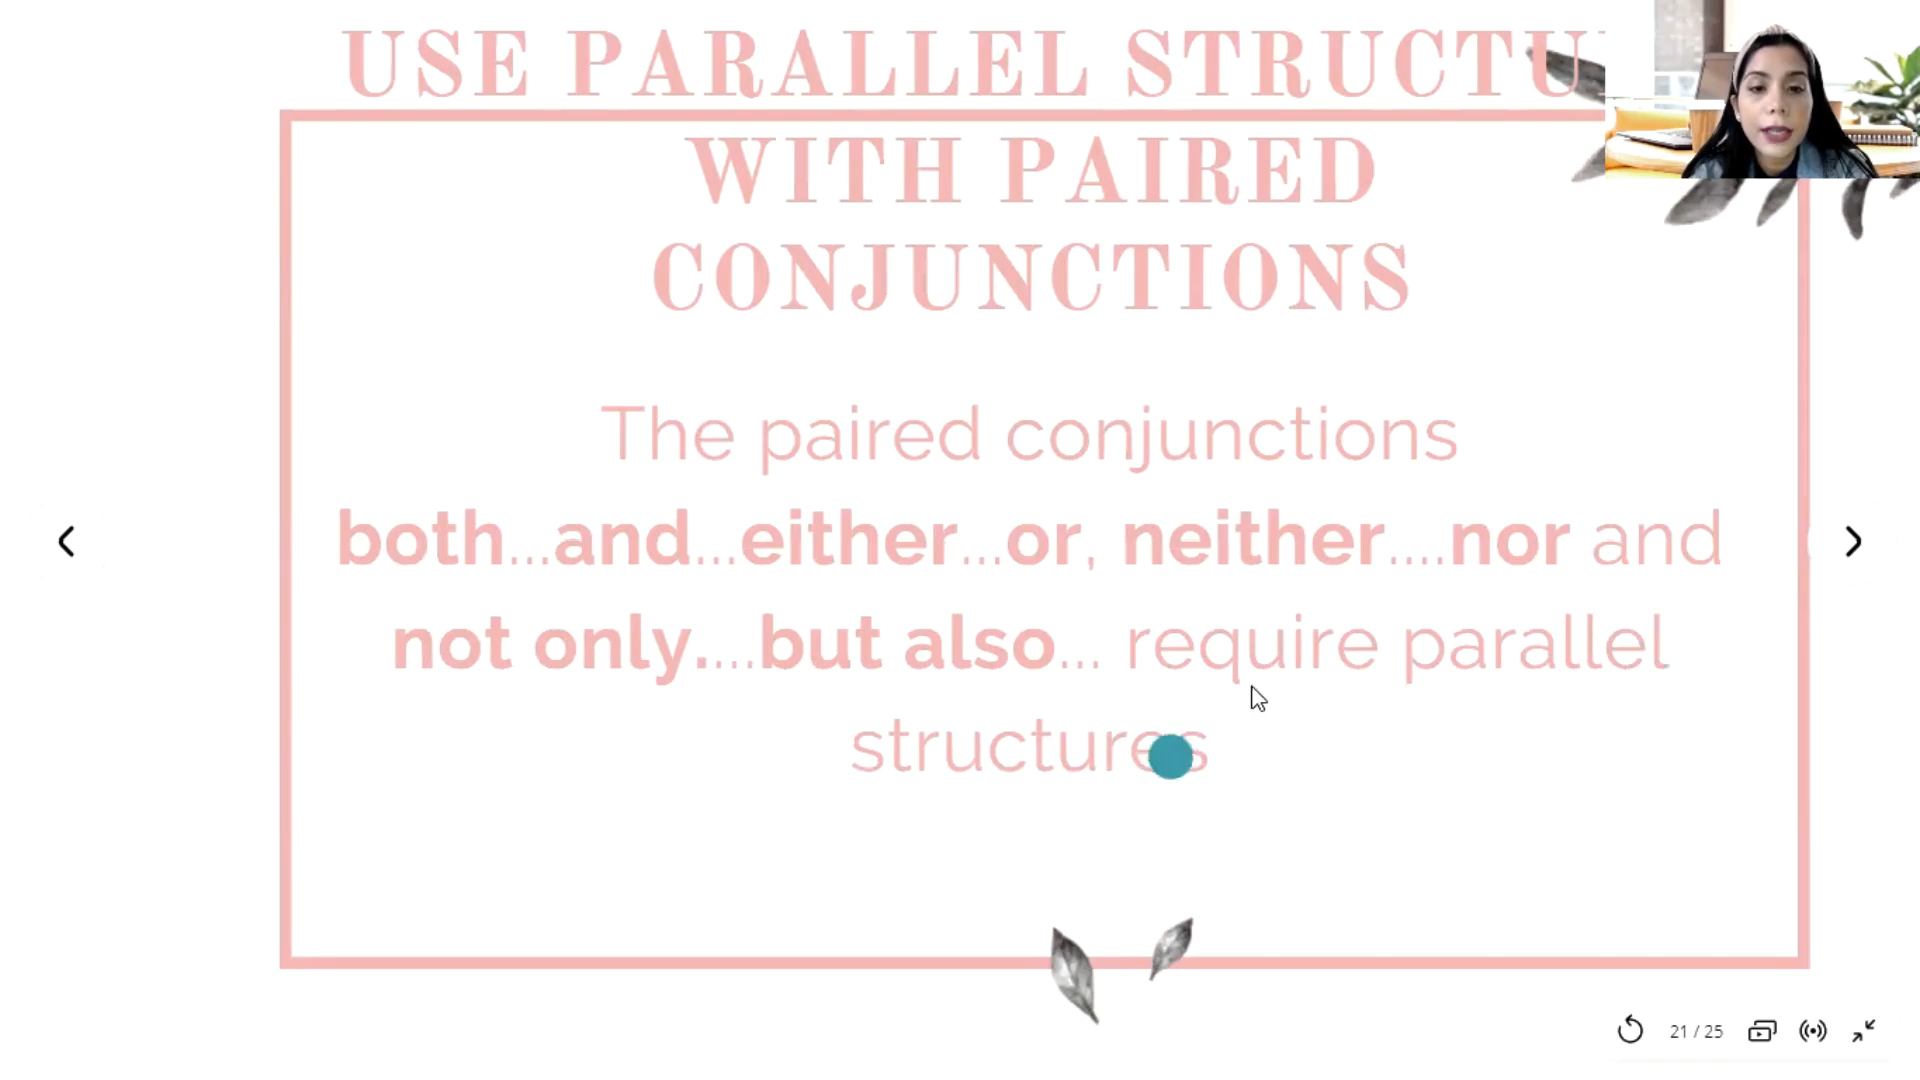 USE PARALLEL STRUCTU
WITH PAIRED
CONJUNCTIONS
The paired conjunctions
both...and...either...or, neither....nor and
not only....but also... require parallel
structures
21 / 25